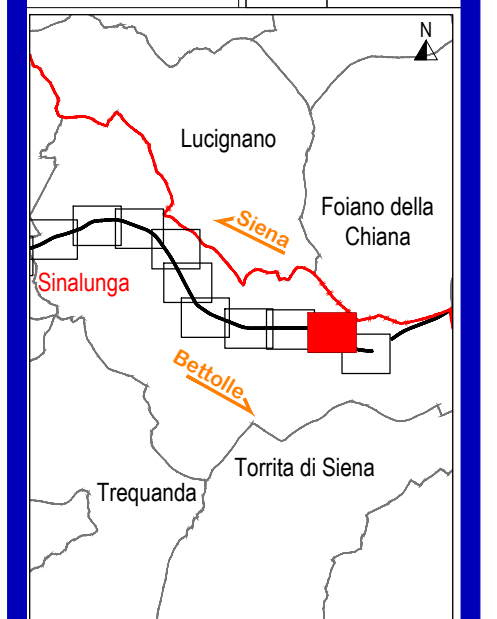 N
Lucignano
Foiano della
Chiana
Siena
Sinalunga
Bettolle
Torrita di Siena
Trequanda